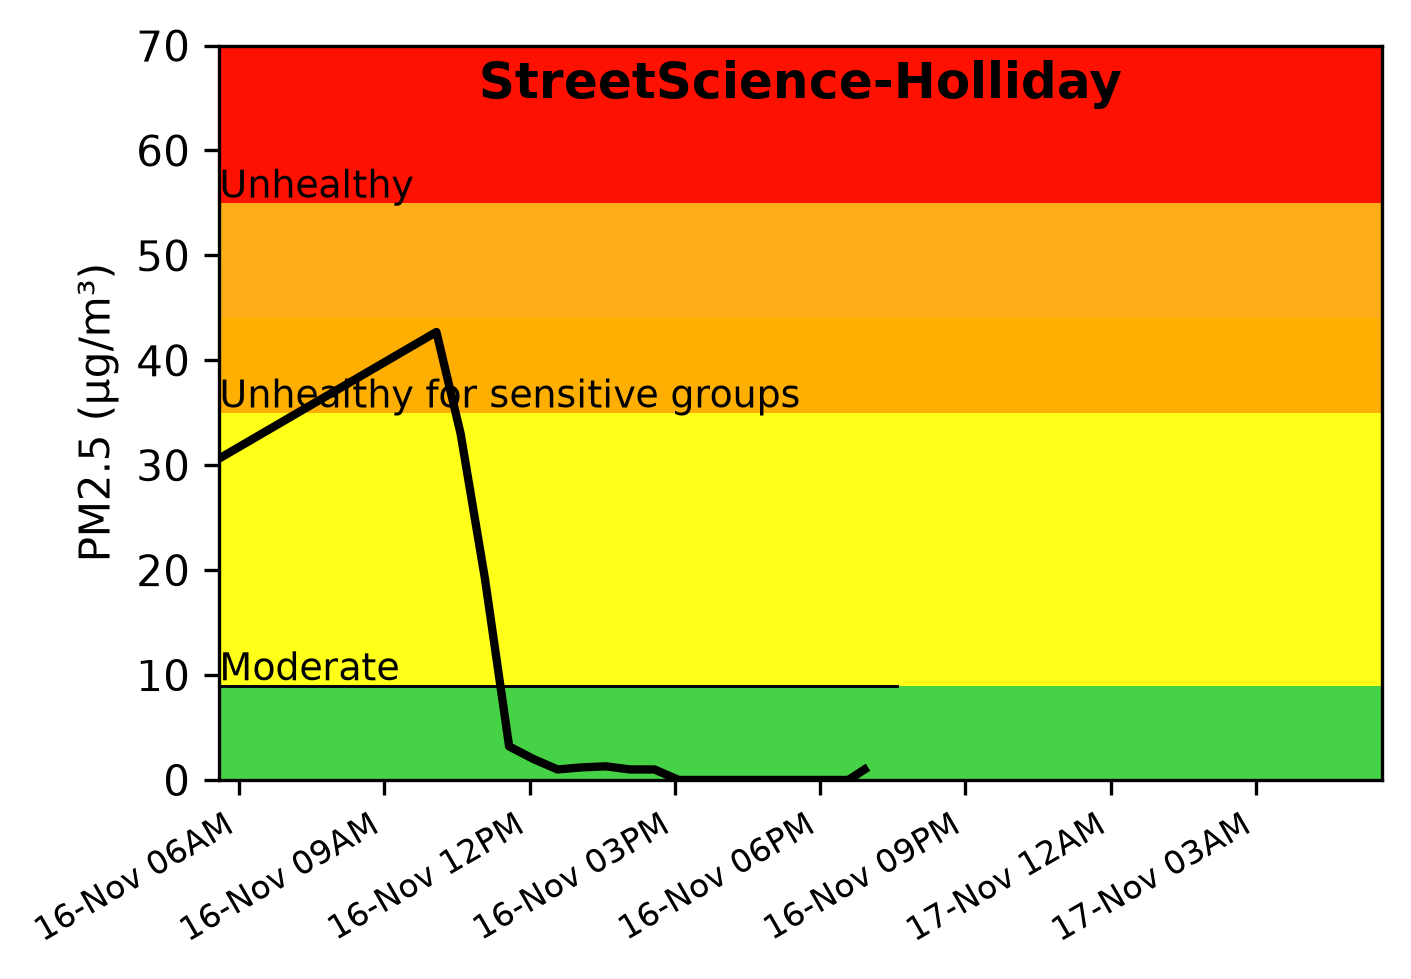 StreetScience-Holliday
PM2.5 (µg/m³)
70
60
50
40
30
20
10
0
Unhealthy
Unhealthy for sensitive groups
Moderate
16-Nov 06AM
16-Nov 09AM
16-Nov 12PM
16-Nov 03PM
16-Nov 06PM
16-Nov 09PM
17-Nov 12AM
17-Nov 03AM